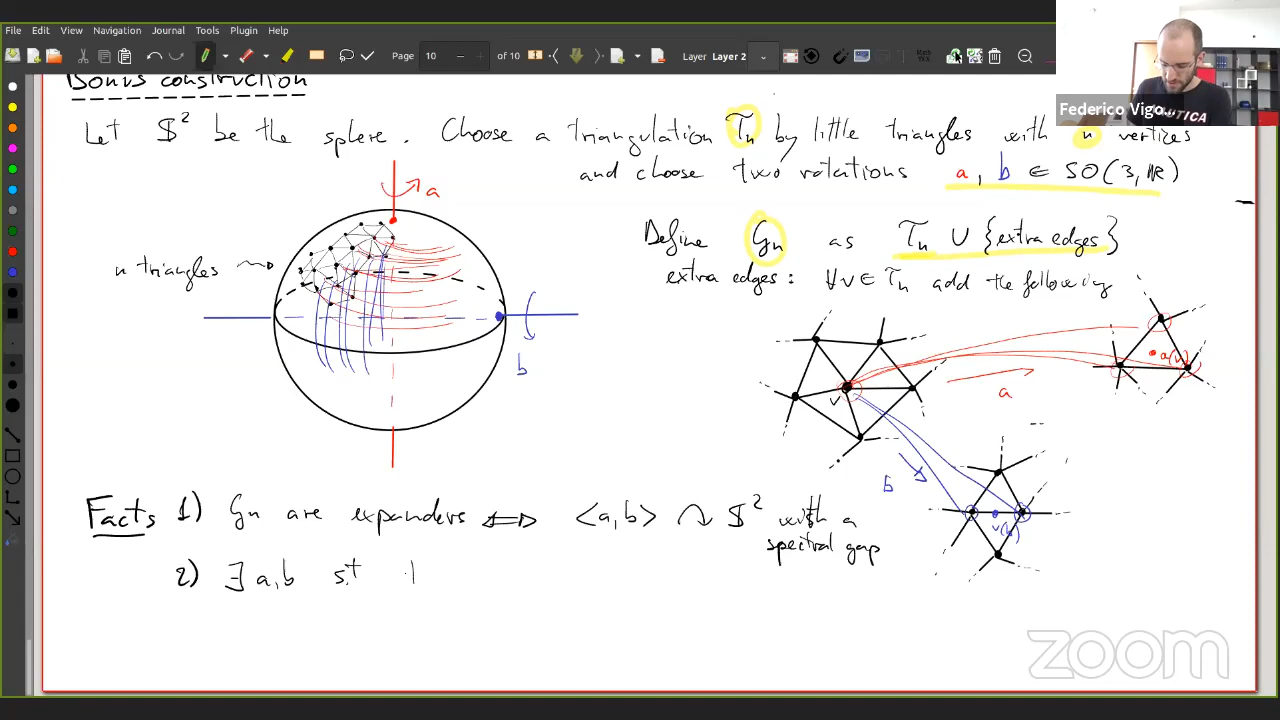 File Edit View Navigation Journal Tools Plugin Help
Page 10 of 10 Layer Layer 2
Federico Vigo...
Bonus construction
Let 𝕊² be the sphere. Choose a triangulation Tn by little triangles with n vertices
and choose two rotations a, b ∈ SO(3, ℝ)
a
Define Gn as Tn ∪ {extra edges}
n triangles
extra edges: ∀v ∈ Tn add the following
b
v
a(v)
a
b
v(b)
Facts 1) Gn are expanders ⟺ <a,b> ↷ 𝕊² with a
spectral gap
2) ∃ a,b s.t
zoom